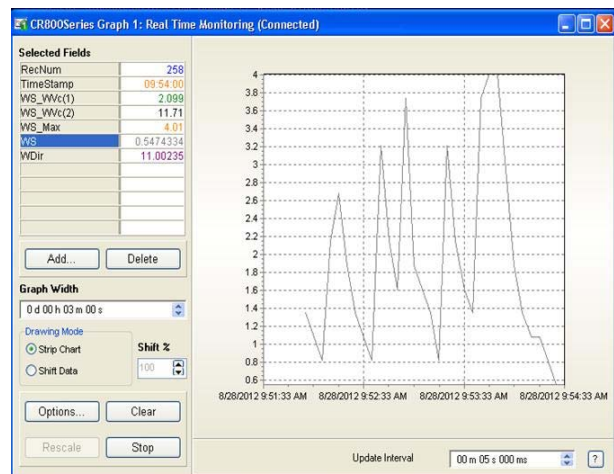 CR800Series Graph 1: Real Time Monitoring (Connected)
Selected Fields
RecNum 258
TimeStamp 09:54:00
WS_WVc(1) 2.099
WS_WVc(2) 11.71
WS_Max 4.01
WS 0.5474334
WDir 11.00235
Add... Delete
Graph Width
0 d 00 h 03 m 00 s
Drawing Mode
Strip Chart
Shift Data
Shift %
100
Options... Clear
Rescale Stop
4
3.8
3.6
3.4
3.2
3
2.8
2.6
2.4
2.2
2
1.8
1.6
1.4
1.2
1
0.8
0.6
8/28/2012 9:51:33 AM 8/28/2012 9:52:33 AM 8/28/2012 9:53:33 AM 8/28/2012 9:54:33 AM
Update Interval 00 m 05 s 000 ms ?